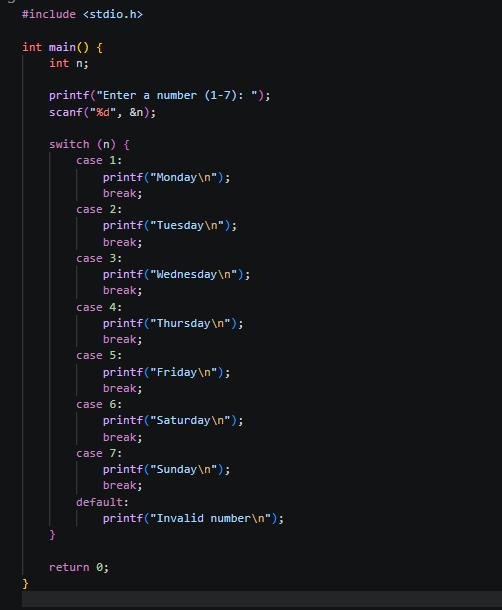 #include <stdio.h>

int main() {
    int n;

    printf("Enter a number (1-7): ");
    scanf("%d", &n);

    switch (n) {
        case 1:
            printf("Monday\n");
            break;
        case 2:
            printf("Tuesday\n");
            break;
        case 3:
            printf("Wednesday\n");
            break;
        case 4:
            printf("Thursday\n");
            break;
        case 5:
            printf("Friday\n");
            break;
        case 6:
            printf("Saturday\n");
            break;
        case 7:
            printf("Sunday\n");
            break;
        default:
            printf("Invalid number\n");
    }

    return 0;
}